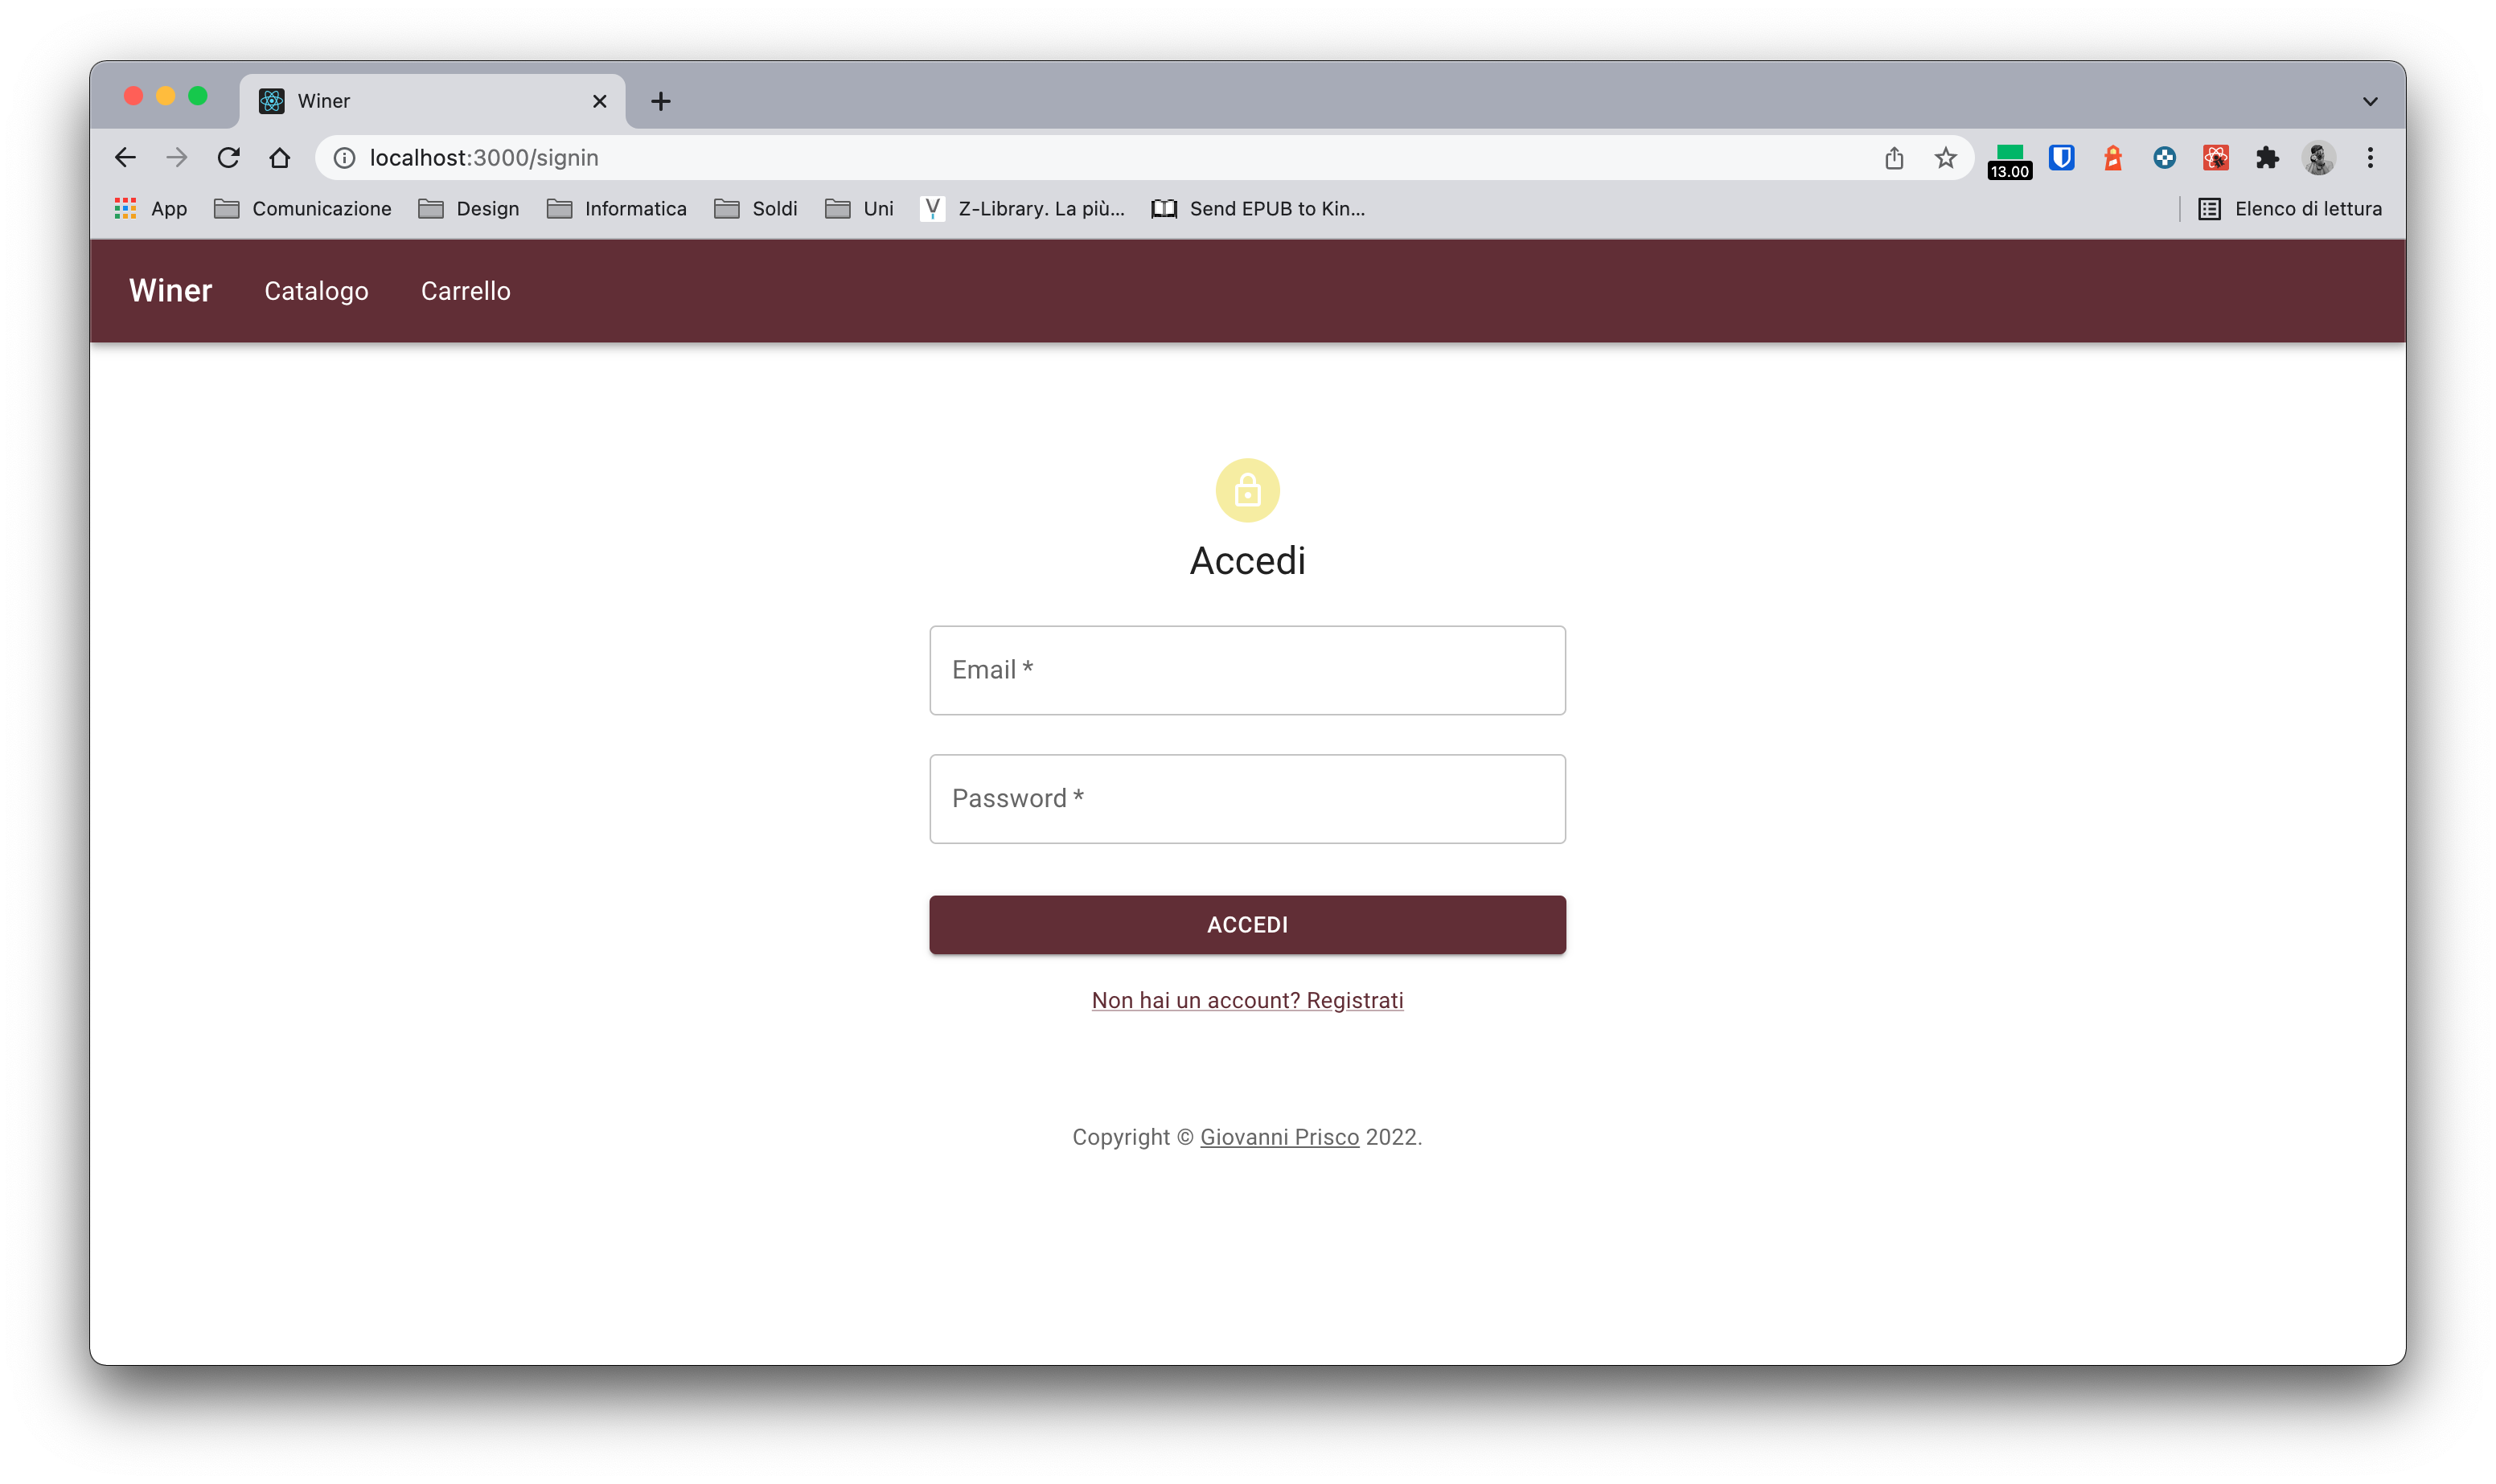 Winer
localhost:3000/signin
13.00
App Comunicazione Design Informatica Soldi Uni Z-Library. La più... Send EPUB to Kin... Elenco di lettura
Winer Catalogo Carrello
Accedi
Email *
Password *
ACCEDI
Non hai un account? Registrati
Copyright © Giovanni Prisco 2022.